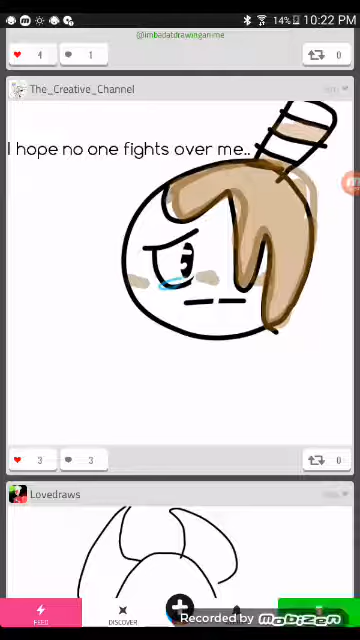 14% 10:22 PM
@imbadatdrawinganime
4 1 0
The_Creative_Channel
I hope no one fights over me..
3 3 0
Lovedraws
FEED DISCOVER
Recorded by mobizen